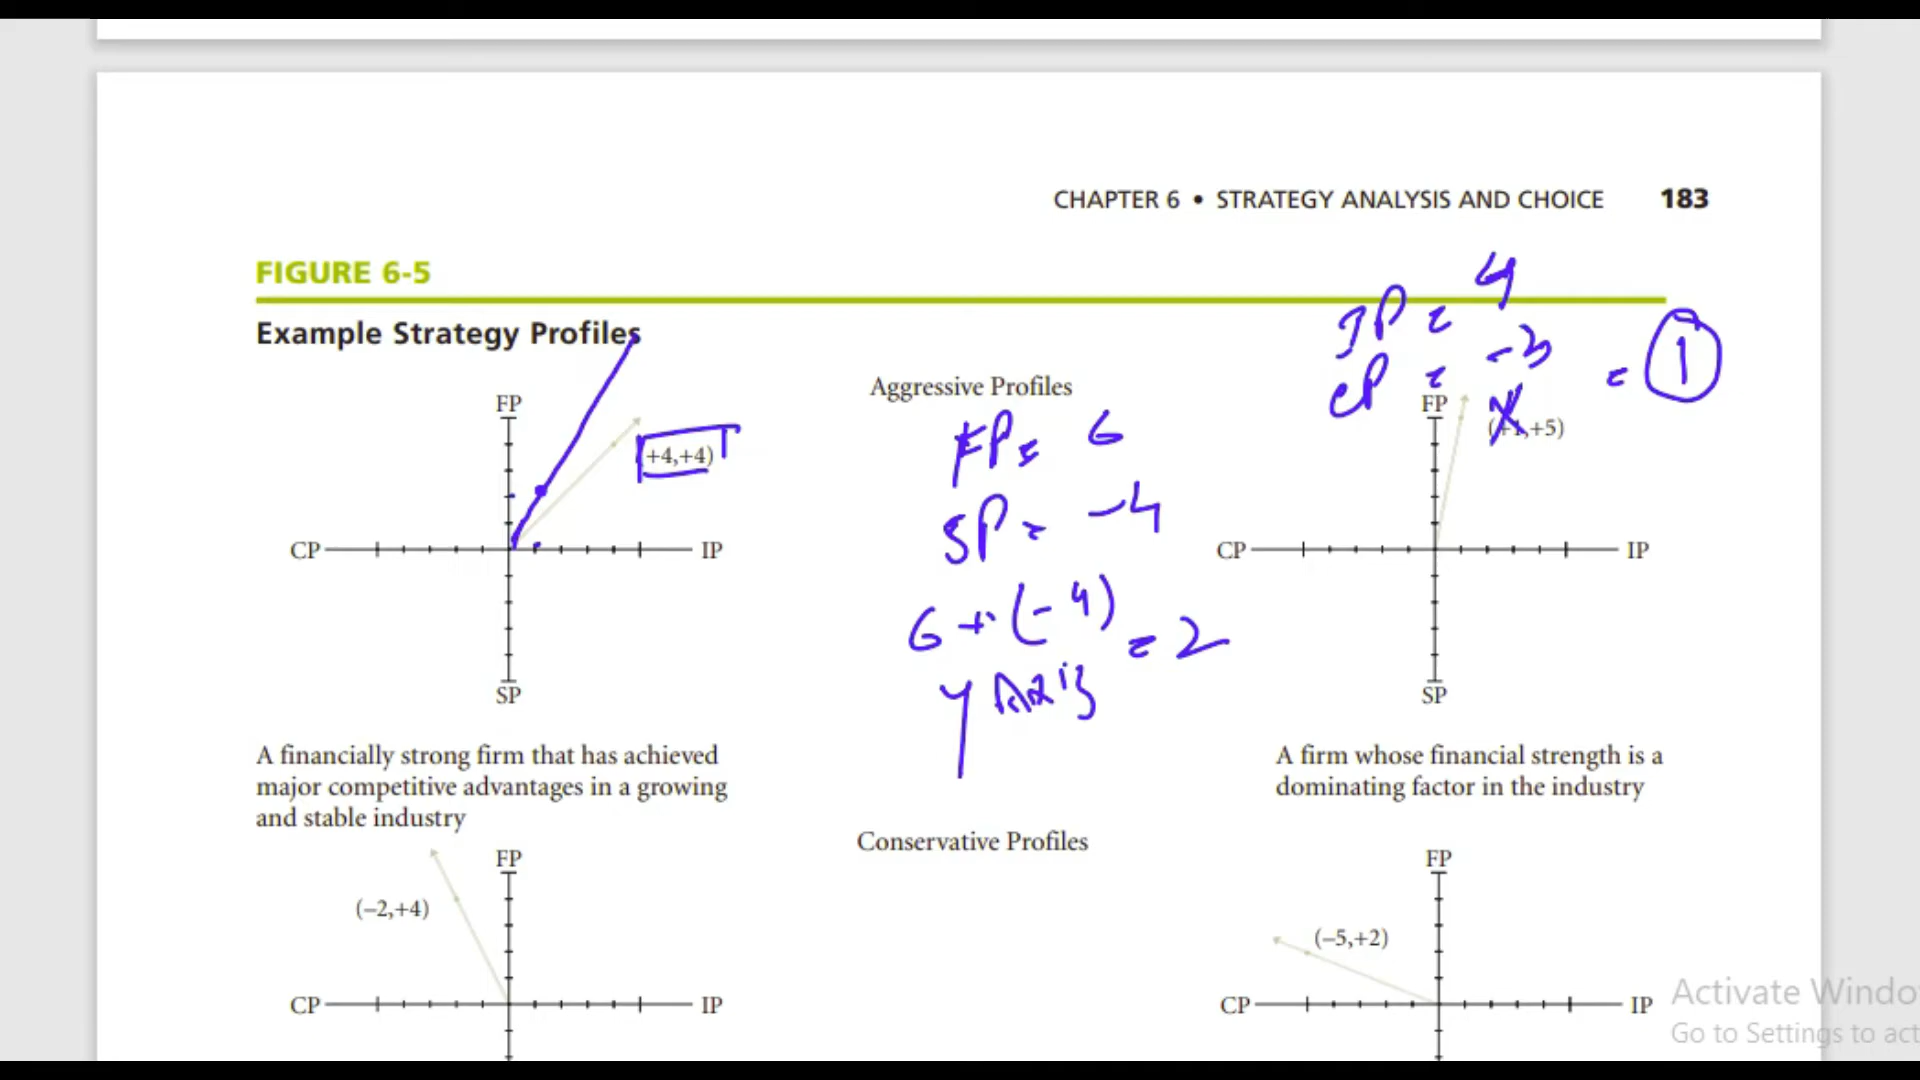 CHAPTER 6 • STRATEGY ANALYSIS AND CHOICE 183
FIGURE 6-5
Example Strategy Profiles
IP = 4
CP = -3
= 1
X
Aggressive Profiles
FP
+4,+4)
CP
IP
SP
FP = 6
SP = -4
6 + (-4)
= 2
Y Axis
FP
,+5)
CP
IP
SP
A financially strong firm that has achieved
major competitive advantages in a growing
and stable industry
A firm whose financial strength is a
dominating factor in the industry
Conservative Profiles
FP
(–2,+4)
CP
IP
FP
(–5,+2)
CP
IP
Activate Windo
Go to Settings to act